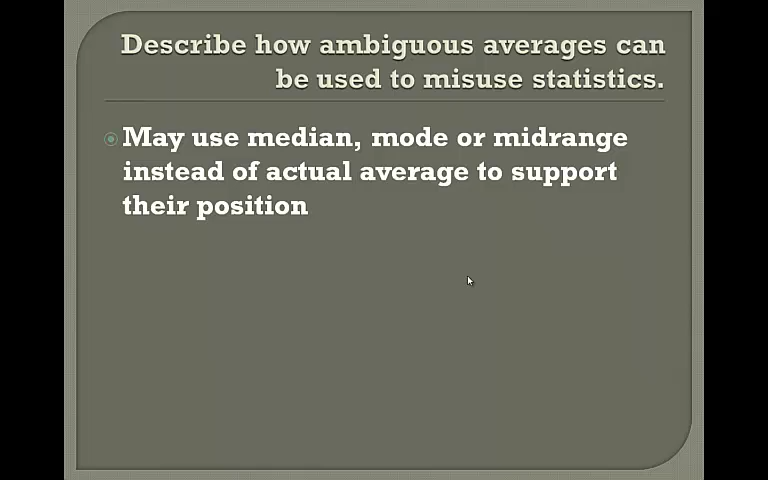 Describe how ambiguous averages can
be used to misuse statistics.
May use median, mode or midrange
instead of actual average to support
their position